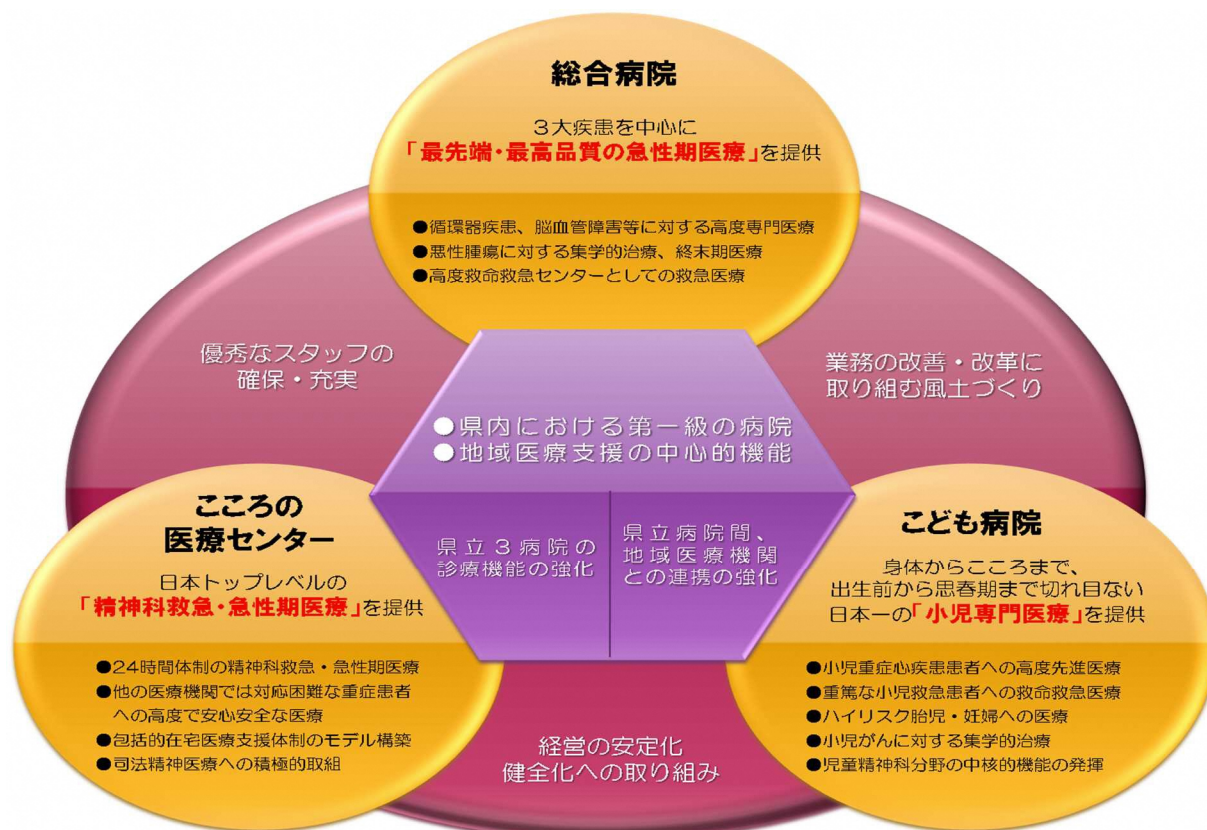 総合病院
3大疾患を中心に
「最先端・最高品質の急性期医療」を提供
●循環器疾患、脳血管障害等に対する高度専門医療
●悪性腫瘍に対する集学的治療、終末期医療
●高度救命救急センターとしての救急医療
優秀なスタッフの
確保・充実
業務の改善・改革に
取り組む風土づくり
●県内における第一級の病院
●地域医療支援の中心的機能
県立3病院の
診療機能の強化
県立病院間、
地域医療機関
との連携の強化
こころの
医療センター
日本トップレベルの
「精神科救急・急性期医療」を提供
●24時間体制の精神科救急・急性期医療
●他の医療機関では対応困難な重症患者
への高度で安心安全な医療
●包括的在宅医療支援体制のモデル構築
●司法精神医療への積極的取組
こども病院
身体からこころまで、
出生前から思春期まで切れ目ない
日本一の「小児専門医療」を提供
●小児重症心疾患患者への高度先進医療
●重篤な小児救急患者への救命救急医療
●ハイリスク胎児・妊婦への医療
●小児がんに対する集学的治療
●児童精神科分野の中核的機能の発揮
経営の安定化
健全化への取り組み